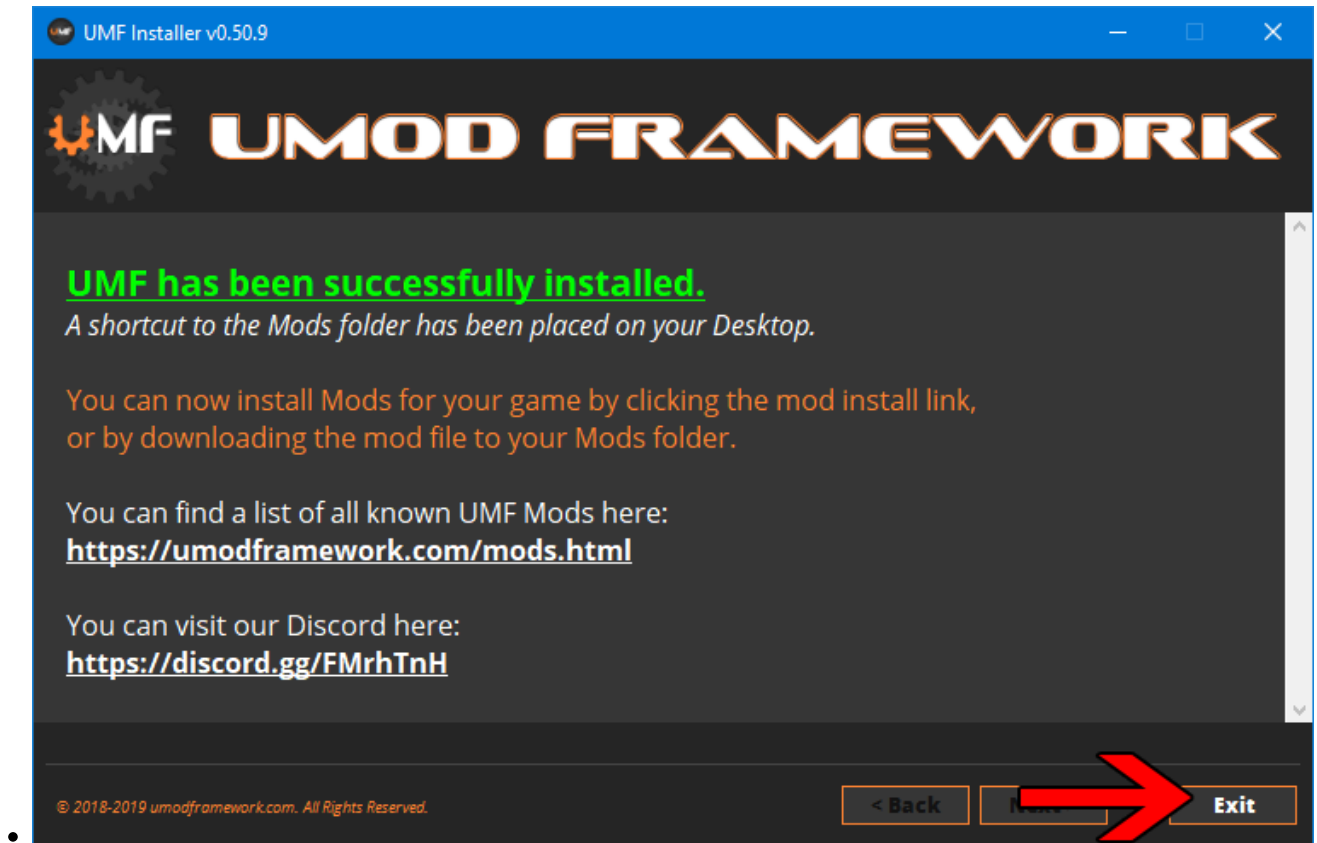 UMF Installer v0.50.9
UMF UMOD FRAMEWORK
UMF has been successfully installed.
A shortcut to the Mods folder has been placed on your Desktop.
You can now install Mods for your game by clicking the mod install link,
or by downloading the mod file to your Mods folder.
You can find a list of all known UMF Mods here:
https://umodframework.com/mods.html
You can visit our Discord here:
https://discord.gg/FMrhTnH
© 2018-2019 umodframework.com. All Rights Reserved.
< Back
Exit